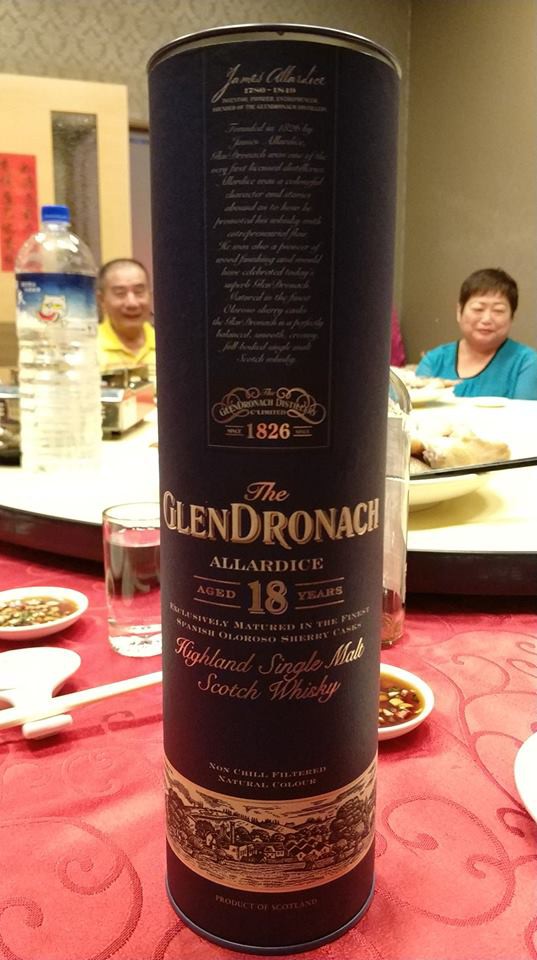 James Allardice
1780 - 1849
INVENTOR, PIONEER, ENTREPRENEUR,
FOUNDER OF THE GLENDRONACH DISTILLERY.
Founded in 1826 by
James Allardice,
GlenDronach was one of the
very first licensed distilleries.
Allardice was a colourful
character and stories
abound as to how he
promoted his whisky with
entrepreneurial flair.
He was also a pioneer of
wood finishing and would
have celebrated today's
superb GlenDronach.
Matured in the finest
Oloroso sherry casks
the GlenDronach is a perfectly
balanced, smooth, creamy,
full bodied single malt
Scotch whisky.
The
GLENDRONACH DISTILLERY
Cº LIMITED
SINCE 1826 SINCE
The
GLENDRONACH
ALLARDICE
AGED 18 YEARS
EXCLUSIVELY MATURED IN THE FINEST
SPANISH OLOROSO SHERRY CASKS
Highland Single Malt
Scotch Whisky
NON CHILL FILTERED
NATURAL COLOUR
PRODUCT OF SCOTLAND